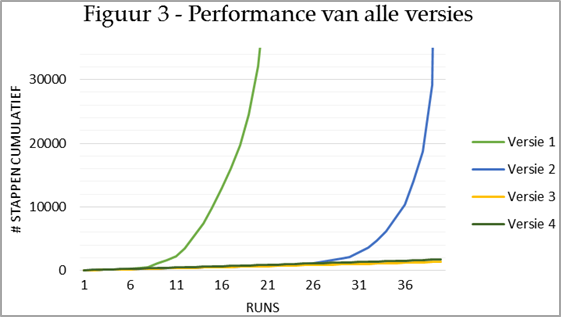 Figuur 3 - Performance van alle versies
# STAPPEN CUMULATIEF
30000
20000
10000
0
1 6 11 16 21 26 31 36
RUNS
Versie 1
Versie 2
Versie 3
Versie 4